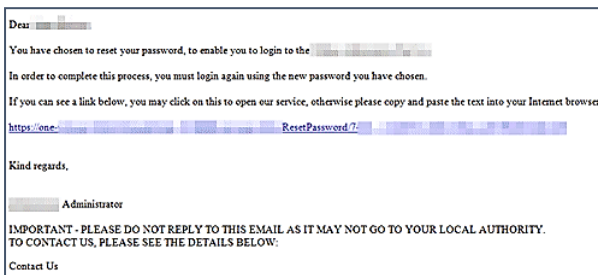 Dear
You have chosen to reset your password, to enable you to login to the
In order to complete this process, you must login again using the new password you have chosen.
If you can see a link below, you may click on this to open our service, otherwise please copy and paste the text into your Internet browser
https://one- ResetPassword/7-
Kind regards,
Administrator
IMPORTANT - PLEASE DO NOT REPLY TO THIS EMAIL AS IT MAY NOT GO TO YOUR LOCAL AUTHORITY.
TO CONTACT US, PLEASE SEE THE DETAILS BELOW:
Contact Us